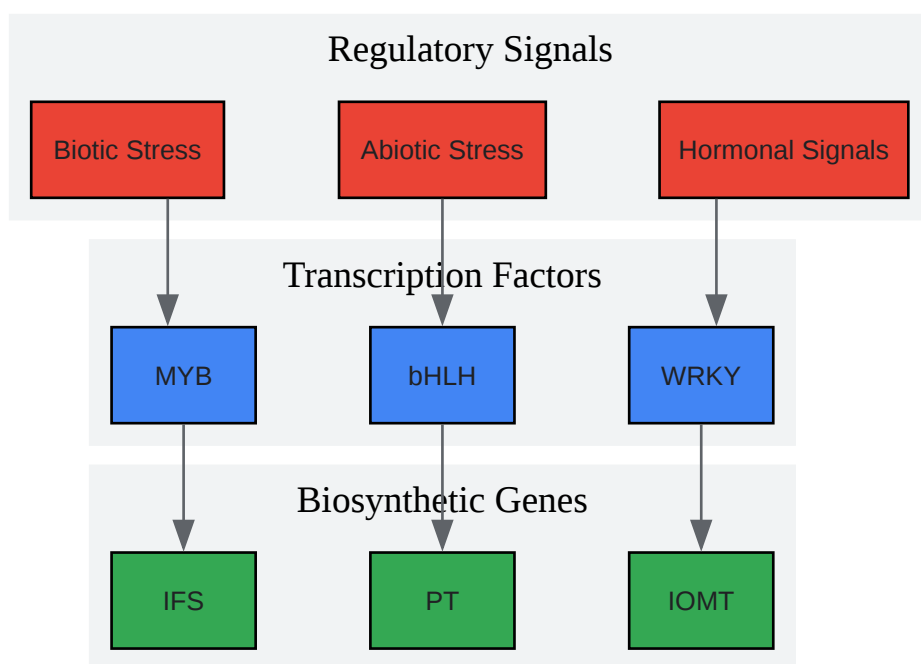 Regulatory Signals
Biotic Stress
Abiotic Stress
Hormonal Signals
Transcription Factors
MYB
bHLH
WRKY
Biosynthetic Genes
IFS
PT
IOMT